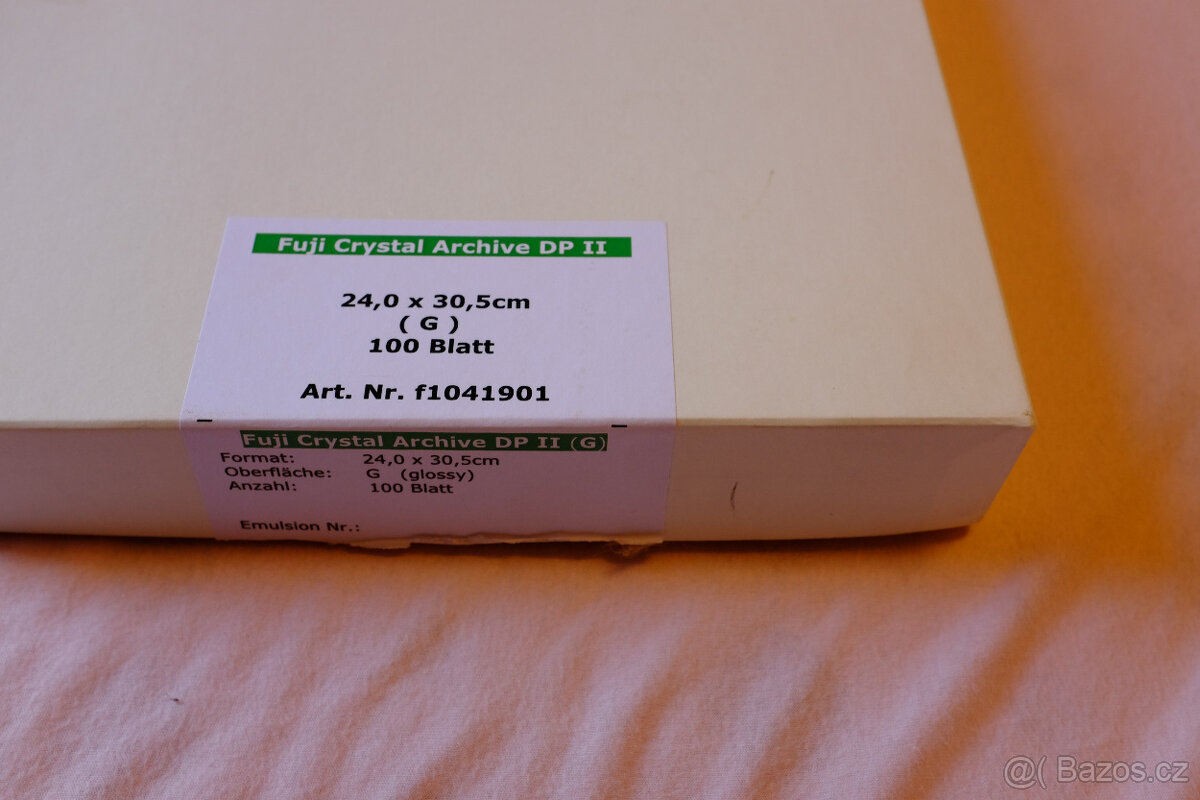 Fuji Crystal Archive DP II
24,0 x 30,5cm
( G )
100 Blatt
Art. Nr. f1041901
Fuji Crystal Archive DP II (G)
Format: 24,0 x 30,5cm
Oberfläche: G (glossy)
Anzahl: 100 Blatt
Emulsion Nr.:
@( Bazos.cz